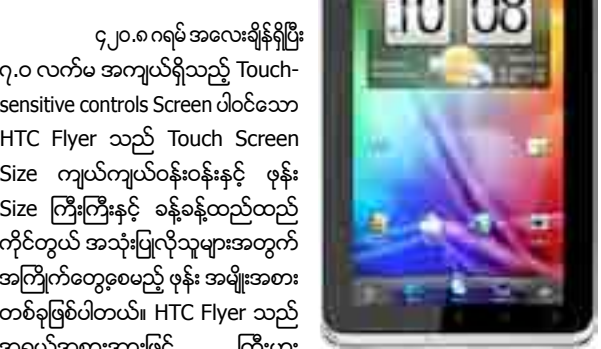 ၄၂၀.၈ ဂရမ် အလေးချိန်ရှိပြီး
၇.၀ လက်မ အကျယ်ရှိသည့် Touch-
sensitive controls Screen ပါဝင်သော
HTC Flyer သည် Touch Screen
Size ကျယ်ကျယ်ဝန်းဝန်းနှင့် ဖုန်း
Size ကြီးကြီးနှင့် ခန့်ခန့်ထည်ထည်
ကိုင်တွယ် အသုံးပြုလိုသူများအတွက်
အကြိုက်တွေ့စေမည့် ဖုန်း အမျိုးအစား
တစ်ခုဖြစ်ပါတယ်။ HTC Flyer သည်
10 08